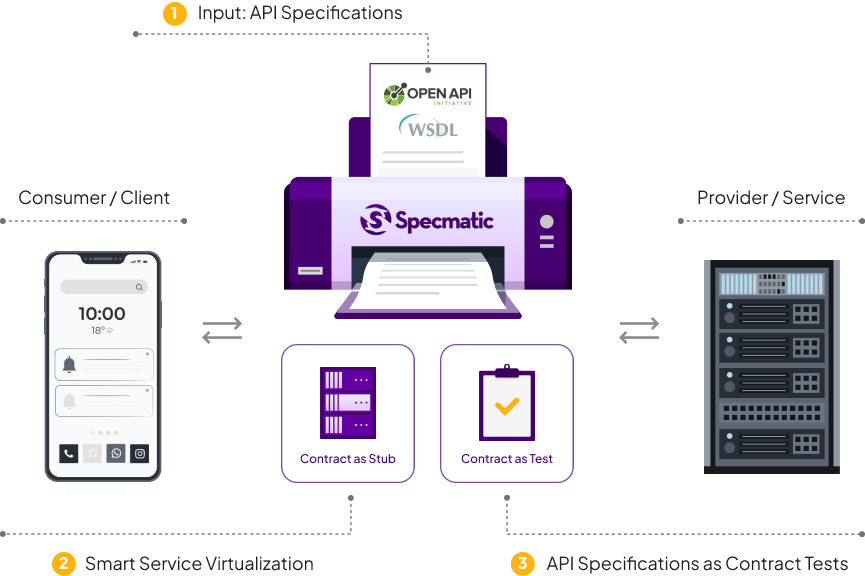 1 Input: API Specifications
OPEN API
INITIATIVE
WSDL
Consumer / Client
Specmatic
Provider / Service
10:00
18°
Contract as Stub
Contract as Test
2 Smart Service Virtualization
3 API Specifications as Contract Tests